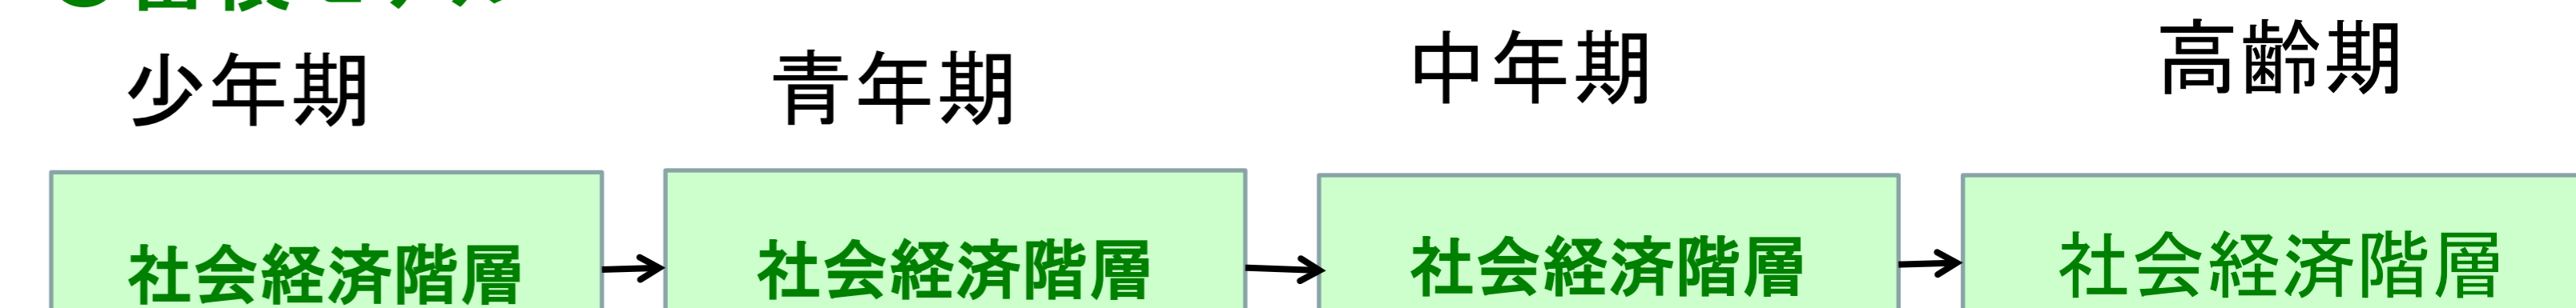 少年期 青年期 中年期 高齢期
社会経済階層 社会経済階層 社会経済階層 社会経済階層